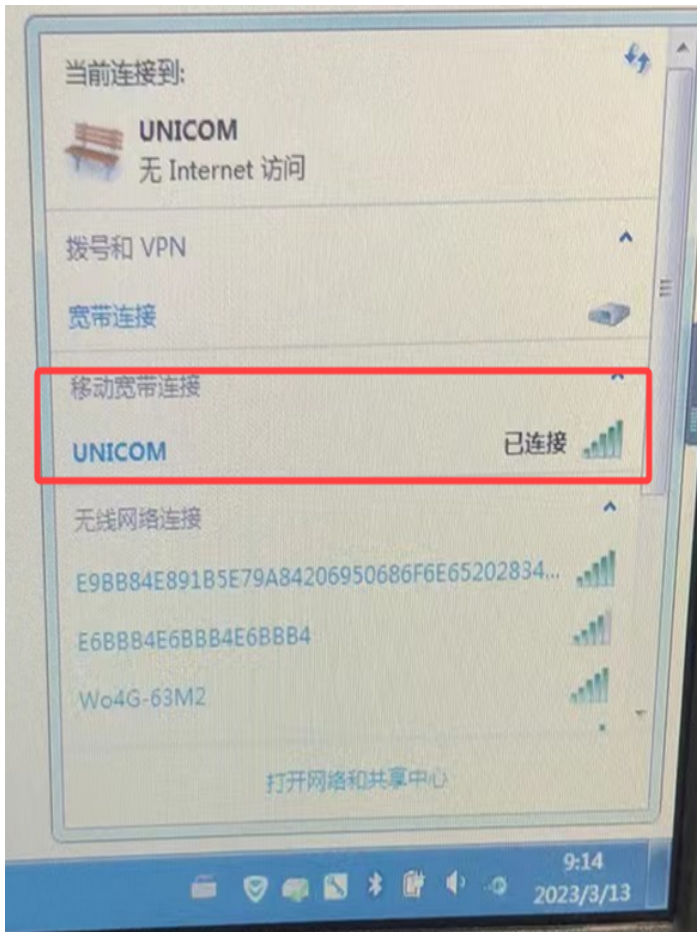 当前连接到:
UNICOM
无 Internet 访问
拨号和 VPN
宽带连接
移动宽带连接
UNICOM 已连接
无线网络连接
E9BB84E891B5E79A84206950686F6E65202834...
E6BBB4E6BBB4E6BBB4
Wo4G-63M2
打开网络和共享中心
9:14
2023/3/13